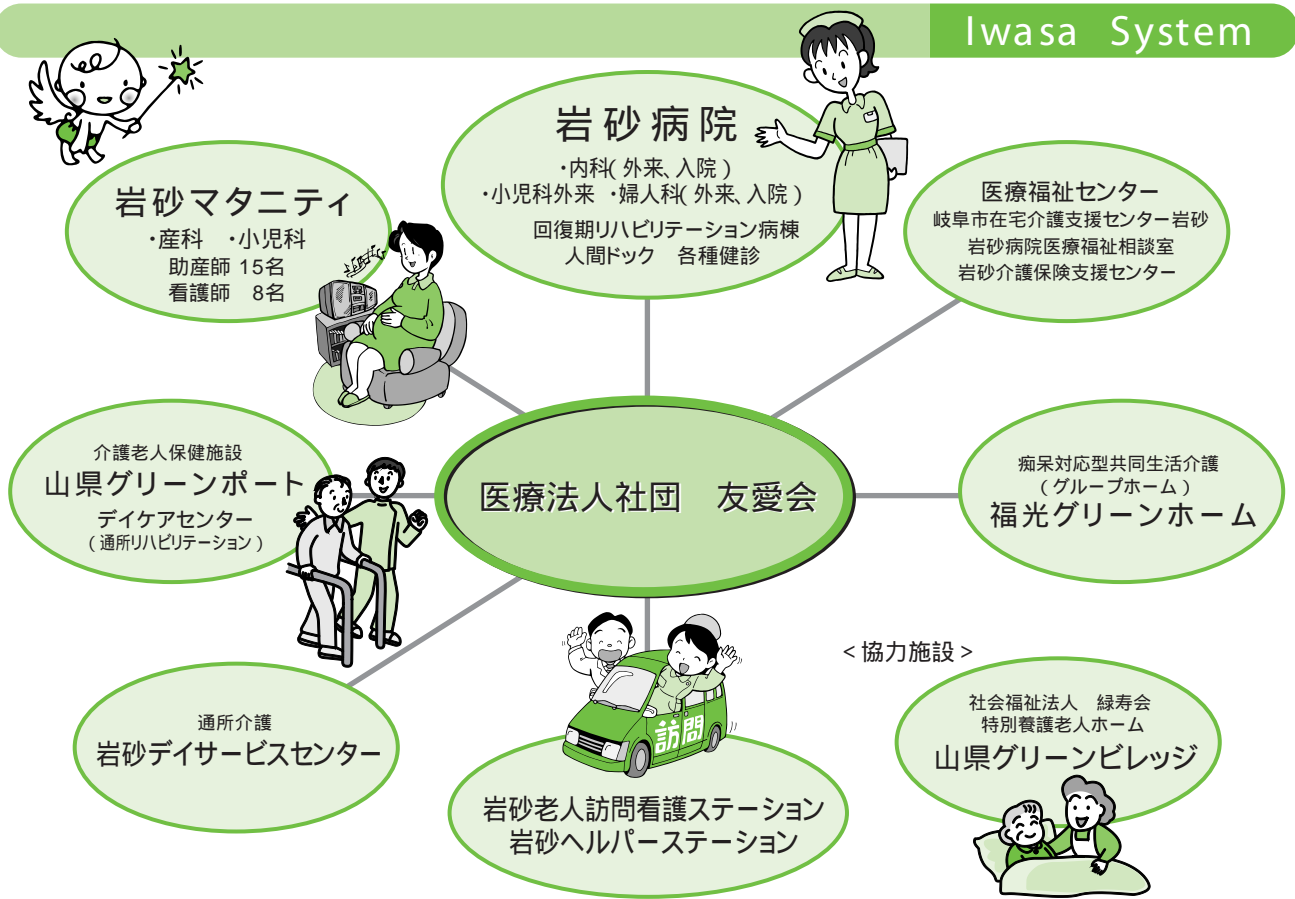 Iwasa System
岩砂病院
・内科(外来、入院)
・小児科外来 ・婦人科(外来、入院)
回復期リハビリテーション病棟
人間ドック 各種健診
岩砂マタニティ
・産科 ・小児科
助産師 15名
看護師 8名
医療福祉センター
岐阜市在宅介護支援センター岩砂
岩砂病院医療福祉相談室
岩砂介護保険支援センター
介護老人保健施設
山県グリーンポート
デイケアセンター
(通所リハビリテーション)
医療法人社団 友愛会
痴呆対応型共同生活介護
(グループホーム)
福光グリーンホーム
通所介護
岩砂デイサービスセンター
訪問
岩砂老人訪問看護ステーション
岩砂ヘルパーステーション
<協力施設>
社会福祉法人 緑寿会
特別養護老人ホーム
山県グリーンビレッジ